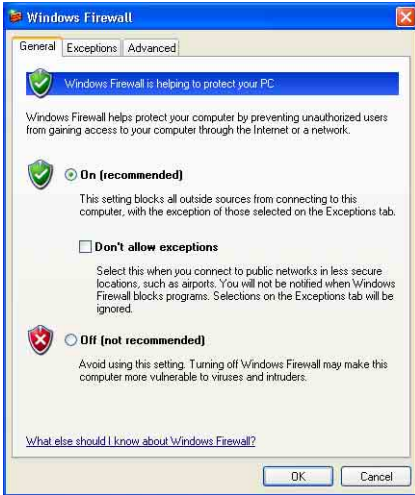 Windows Firewall
General Exceptions Advanced
Windows Firewall is helping to protect your PC
Windows Firewall helps protect your computer by preventing unauthorized users
from gaining access to your computer through the Internet or a network.
On (recommended)
This setting blocks all outside sources from connecting to this
computer, with the exception of those selected on the Exceptions tab.
Don't allow exceptions
Select this when you connect to public networks in less secure
locations, such as airports. You will not be notified when Windows
Firewall blocks programs. Selections on the Exceptions tab will be
ignored.
Off (not recommended)
Avoid using this setting. Turning off Windows Firewall may make this
computer more vulnerable to viruses and intruders.
What else should I know about Windows Firewall?
OK Cancel